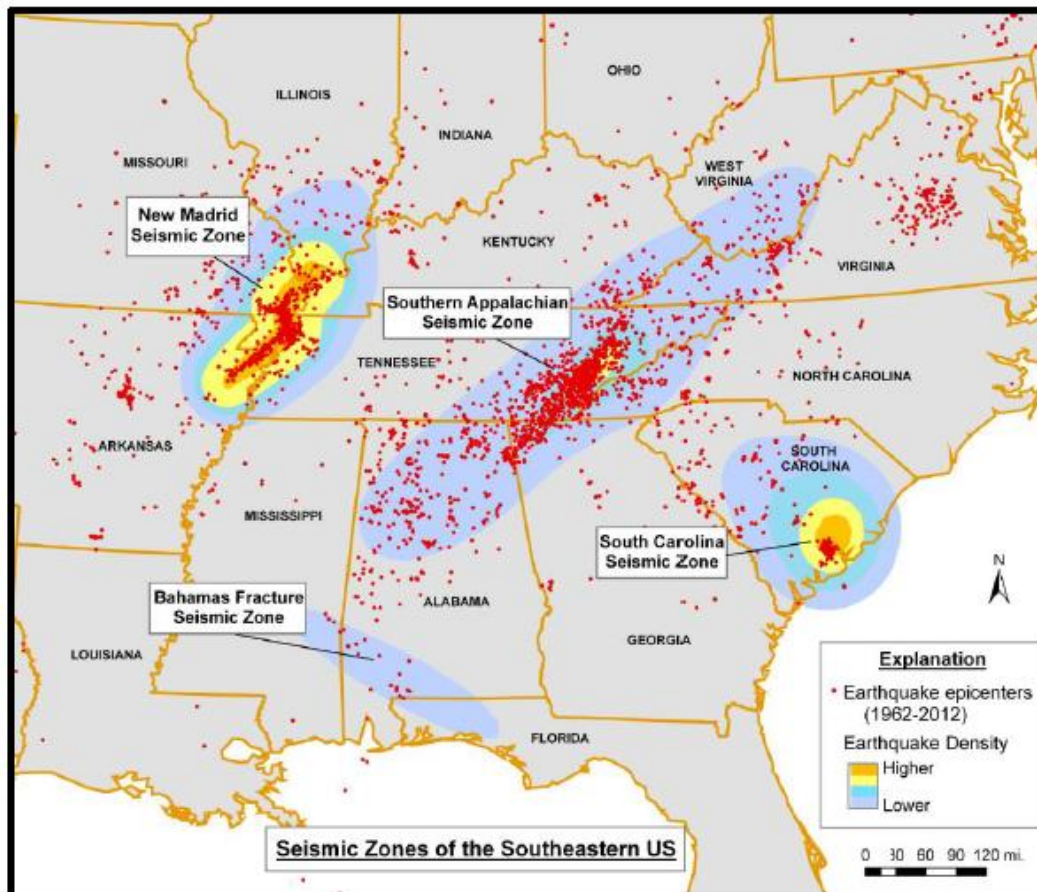 OHIO
ILLINOIS
INDIANA
MISSOURI
WEST
VIRGINIA
New Madrid
Seismic Zone
KENTUCKY
VIRGINIA
Southern Appalachian
Seismic Zone
TENNESSEE
NORTH CAROLINA
ARKANSAS
SOUTH
CAROLINA
MISSISSIPPI
South Carolina
Seismic Zone
N
Bahamas Fracture
Seismic Zone
ALABAMA
GEORGIA
LOUISIANA
Explanation
Earthquake epicenters
(1962-2012)
Earthquake Density
Higher
Lower
FLORIDA
Seismic Zones of the Southeastern US
0 30 60 90 120 mi.